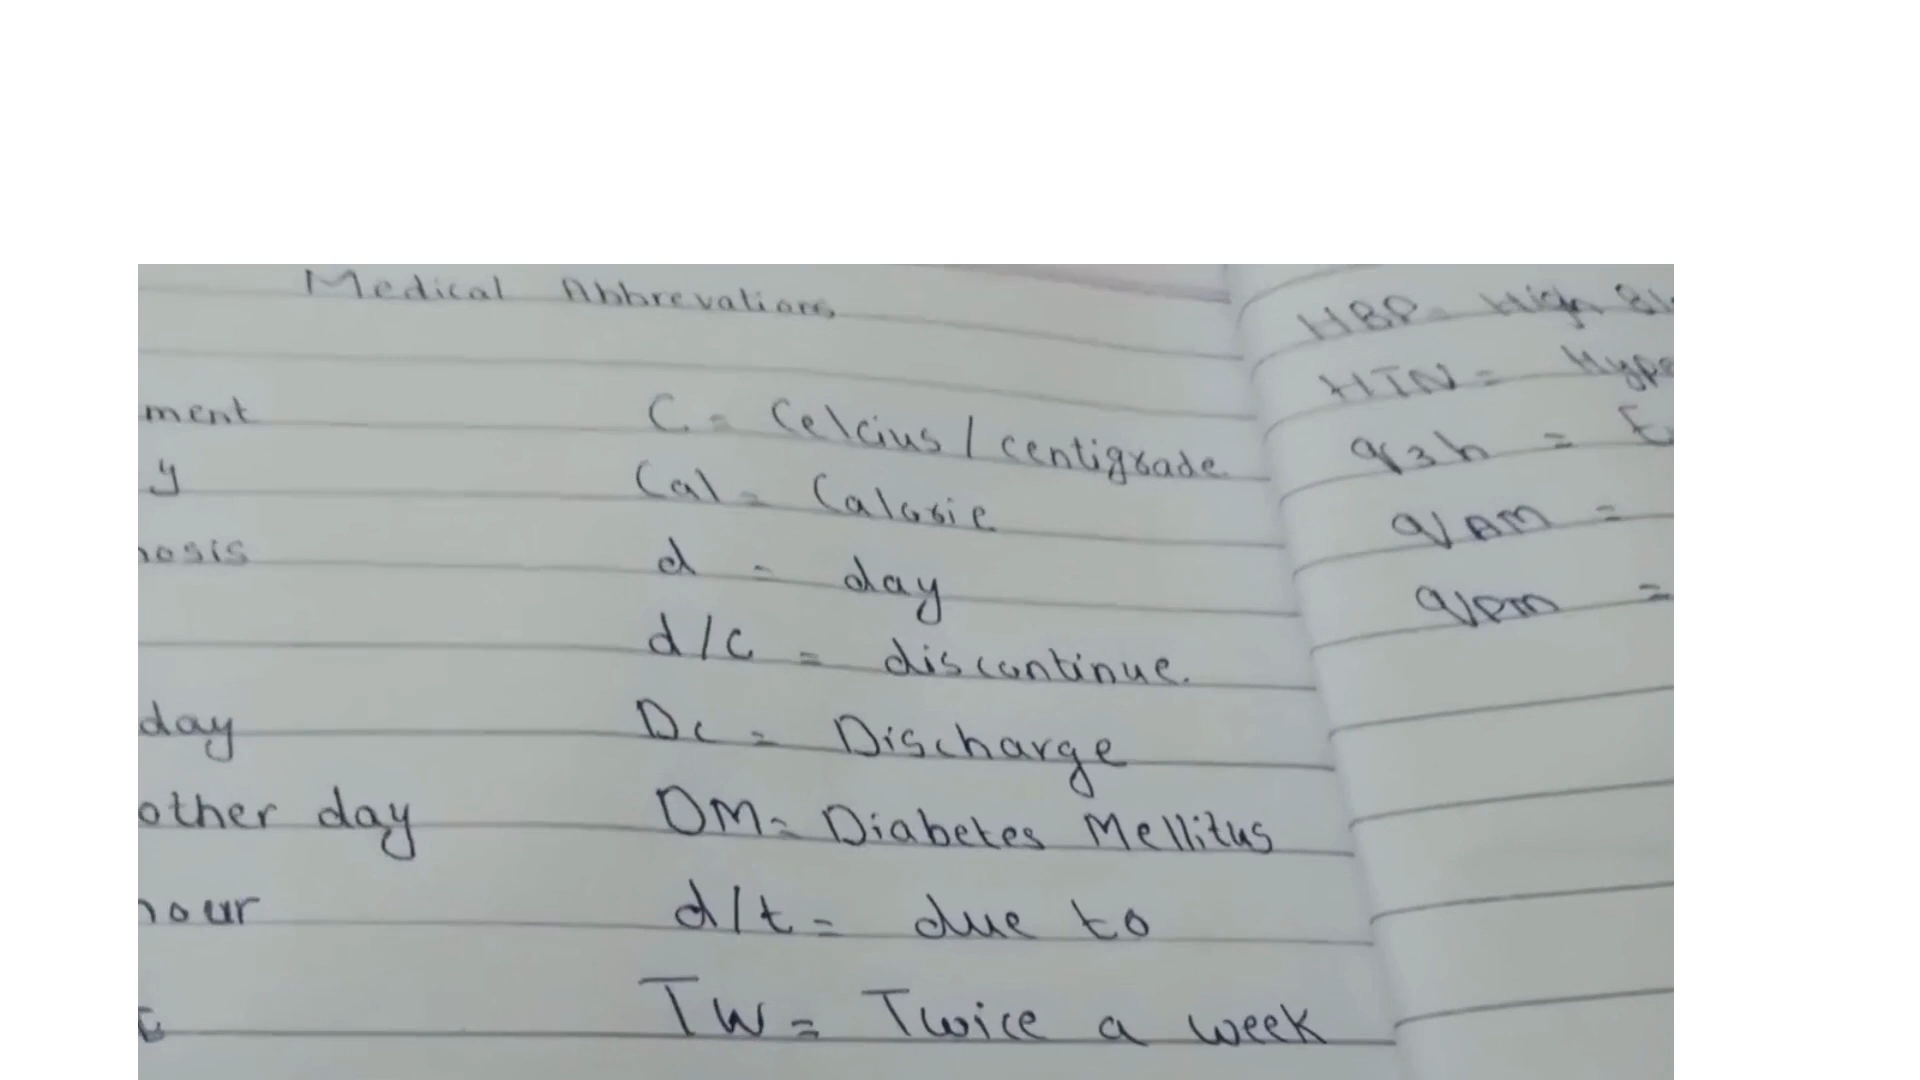 Medical Abbrevations
ment
y
nosis
day
other day
hour
C = Celcius / centigrade
Cal = Calorie
d = day
d/c = discontinue.
Dc = Discharge
DM = Diabetes Mellitus
d/t = due to
TW = Twice a week
HBP = High Bl
HTN = Hype
q3h = E
qAM =
qpm =